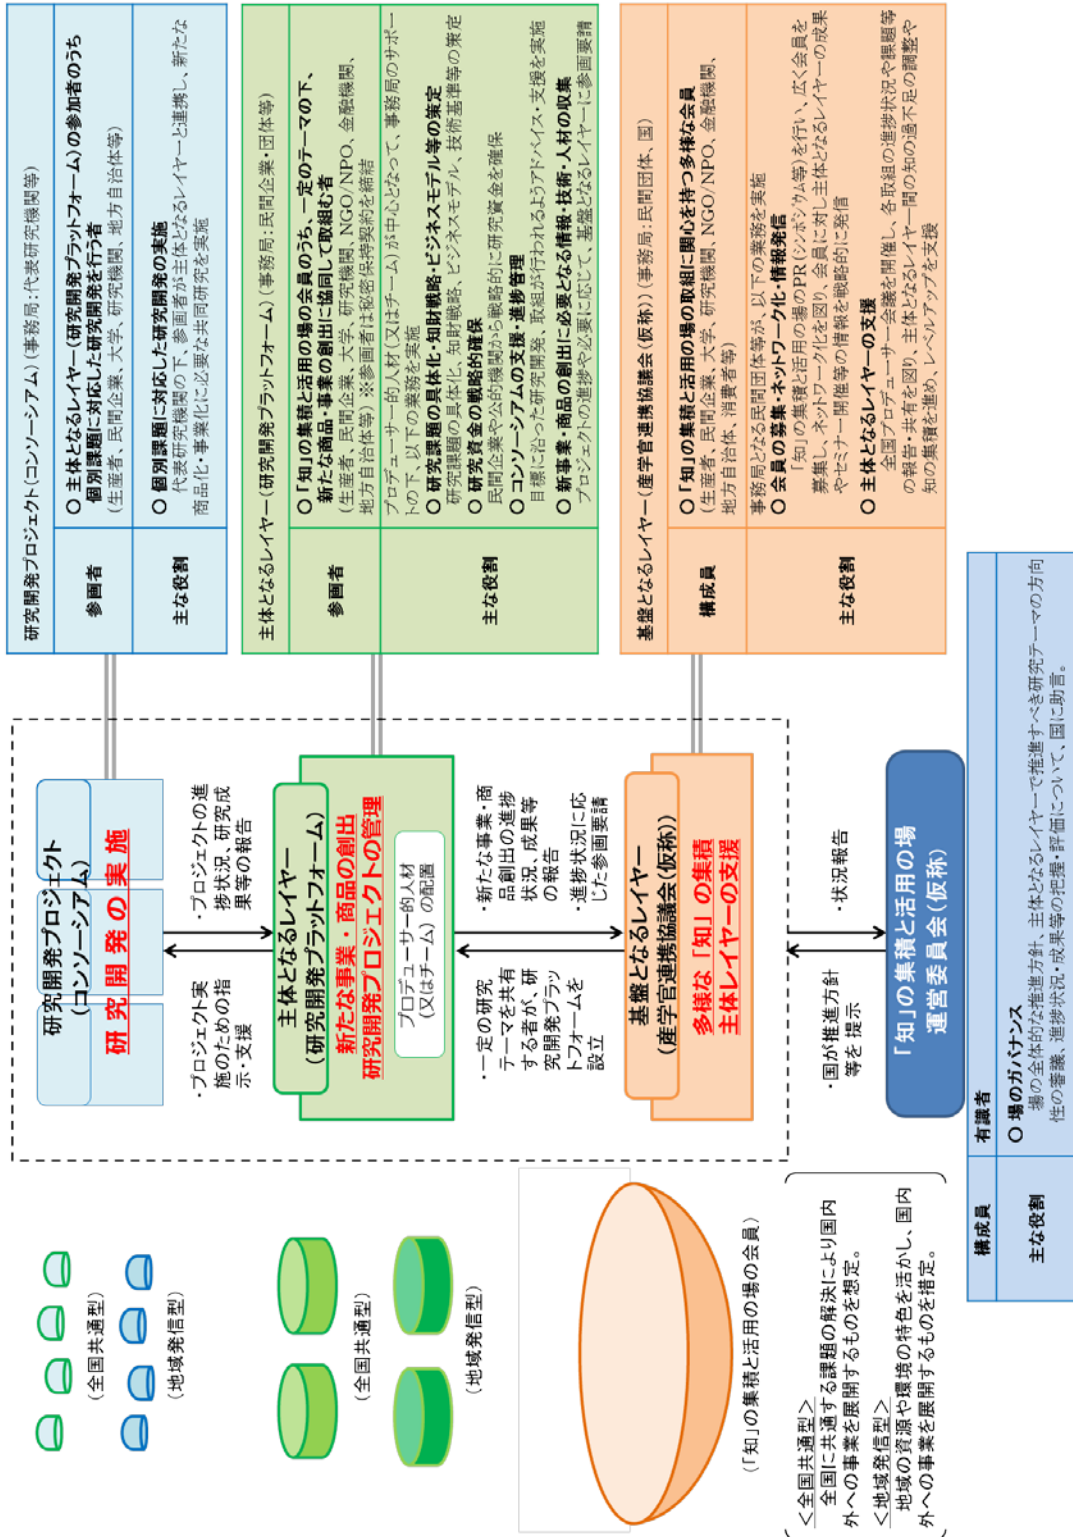 (全国共通型)
(地域発信型)
(全国共通型)
(地域発信型)
(「知」の集積と活用の場の会員)
＜全国共通型＞
全国に共通する課題の解決により国内
外への事業を展開するものを想定。
＜地域発信型＞
地域の資源や環境の特色を活かし、国内
外への事業を展開するものを措定。
研究開発プロジェクト
(コンソーシアム)
研究開発の実施
・プロジェクト実
施のための指
示・支援
・プロジェクトの進
捗状況、研究成
果等の報告
主体となるレイヤー
(研究開発プラットフォーム)
新たな事業・商品の創出
研究開発プロジェクトの管理
プロデューサー的人材
(又はチーム)の配置
・一定の研究
テーマを共有
する者が、研
究開発プラッ
トフォームを
設立
・新たな事業・商
品創出の進捗
状況、成果等
の報告
・進捗状況に応
じた参画要請
基盤となるレイヤー
(産学官連携協議会(仮称))
多様な「知」の集積
主体レイヤーの支援
・国が推進方針
等を提示
・状況報告
「知」の集積と活用の場
運営委員会(仮称)
研究開発プロジェクト(コンソーシアム)(事務局:代表研究機関等)
参画者
○ 主体となるレイヤー(研究開発プラットフォーム)の参加者のうち
個別課題に対応した研究開発を行う者
(生産者、民間企業、大学、研究機関、地方自治体等)
主な役割
○ 個別課題に対応した研究開発の実施
代表研究機関の下、参画者が主体となるレイヤーと連携し、新たな
商品化・事業化に必要な共同研究を実施
主体となるレイヤー(研究開発プラットフォーム)(事務局:民間企業・団体等)
参画者
○ 「知」の集積と活用の場の会員のうち、一定のテーマの下、
新たな商品・事業の創出に協同して取組む者
(生産者、民間企業、大学、研究機関、NGO/NPO、金融機関、
地方自治体等) ※参画者は秘密保持契約を締結
主な役割
プロデューサー的人材(又はチーム)が中心となって、事務局のサポー
トの下、以下の業務を実施
○ 研究課題の具体化・知財戦略・ビジネスモデル等の策定
研究課題の具体化、知財戦略、ビジネスモデル、技術基準等の策定
○ 研究資金の戦略的確保
民間企業や公的機関から戦略的に研究資金を確保
○ コンソーシアムの支援・進捗管理
目標に沿った研究開発、取組が行われるようアドバイス・支援を実施
○ 新事業・商品の創出に必要となる情報・技術・人材の収集
プロジェクトの進捗や必要に応じて、基盤となるレイヤーに参画要請
基盤となるレイヤー(産学官連携協議会(仮称))(事務局:民間団体、国)
構成員
○ 「知」の集積と活用の場の取組に関心を持つ多様な会員
(生産者、民間企業、大学、研究機関、NGO/NPO、金融機関、
地方自治体、消費者等)
主な役割
事務局となる民間団体等が、以下の業務を実施
○ 会員の募集・ネットワーク化・情報発信
「知」の集積と活用の場のPR(シンポジウム等)を行い、広く会員を
募集し、ネットワーク化を図り、会員に対し主体となるレイヤーの成果
やセミナー開催等の情報を戦略的に発信
○ 主体となるレイヤーの支援
全国プロデューサー会議を開催し、各取組の進捗状況や課題等
の報告・共有を図り、主体となるレイヤー間の知の過不足の調整や
知の集積を進め、レベルアップを支援
構成員
有識者
主な役割
○ 場のガバナンス
場の全体的な推進方針、主体となるレイヤーで推進すべき研究テーマの方向
性の審議、進捗状況・成果等の把握・評価について、国に助言。